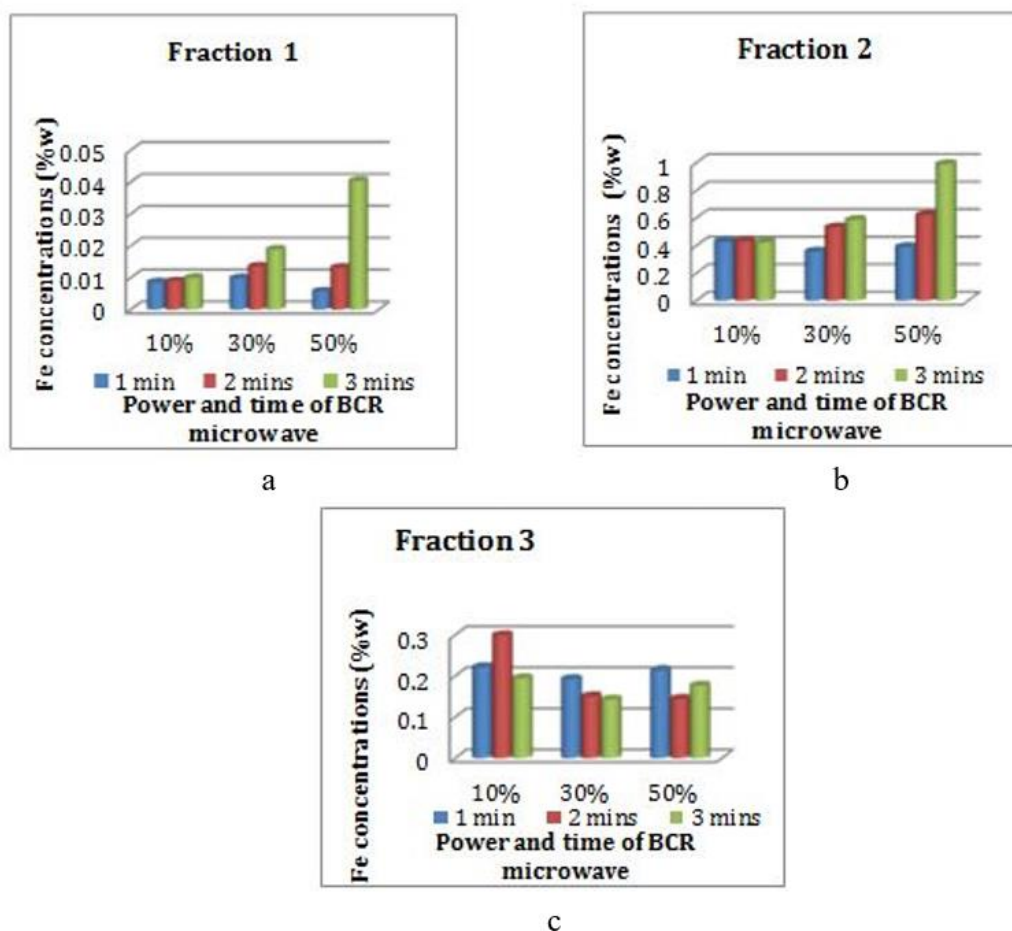 Fraction 1
Fe concentrations (%w)
0.05
0.04
0.03
0.02
0.01
0
10% 30% 50%
1 min 2 mins 3 mins
Power and time of BCR
microwave
a
Fraction 2
Fe concentrations (%w)
1
0.8
0.6
0.4
0.2
0
10% 30% 50%
1 min 2 mins 3 mins
Power and time of BCR
microwave
b
Fraction 3
Fe concentrations (%w)
0.3
0.2
0.1
0
10% 30% 50%
1 min 2 mins 3 mins
Power and time of BCR
microwave
c